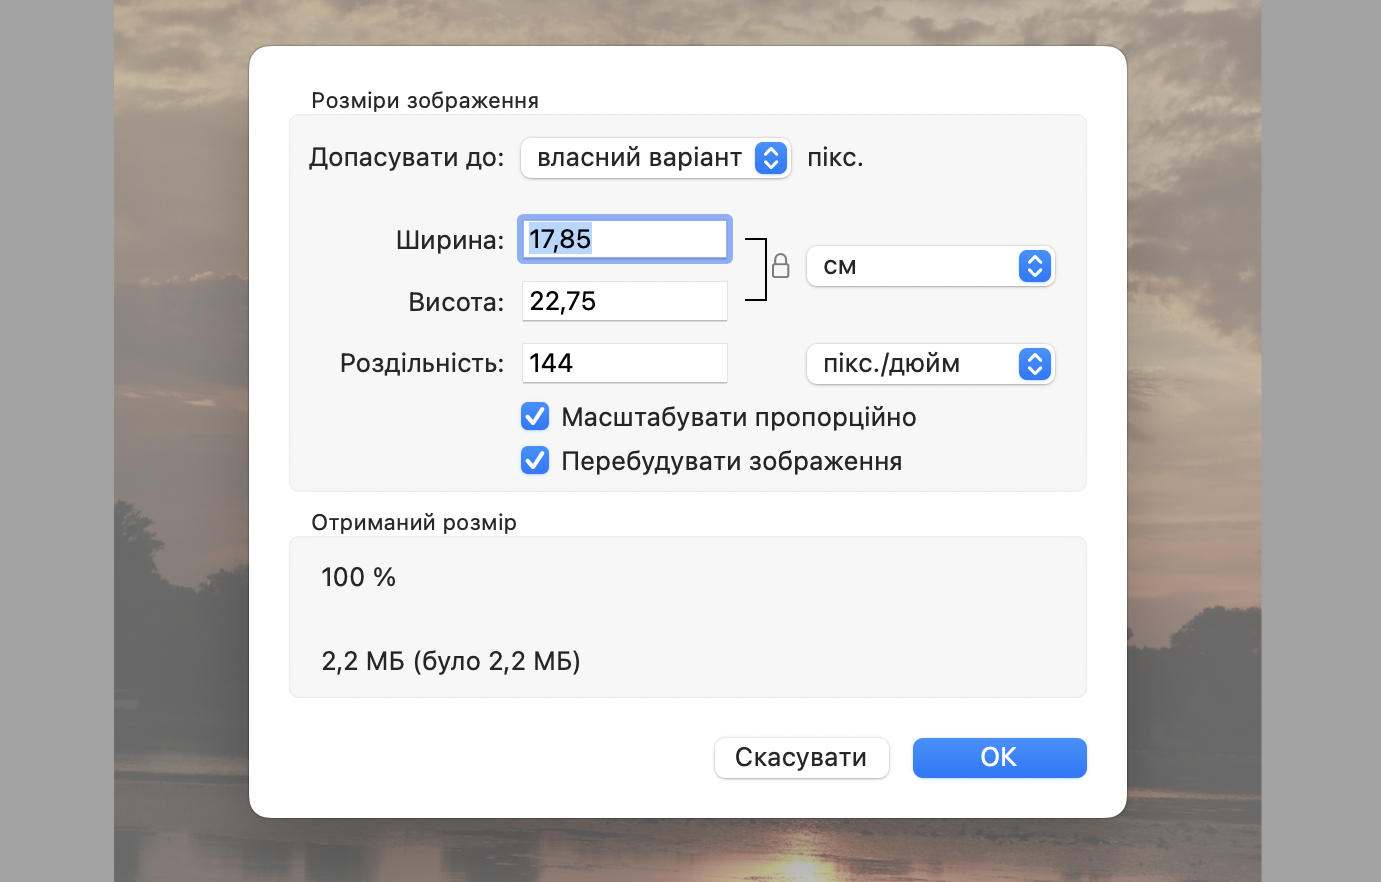 Розміри зображення
Допасувати до: власний варіант пікс.
Ширина: 17,85
см
Висота: 22,75
Роздільність: 144 пікс./дюйм
Масштабувати пропорційно
Перебудувати зображення
Отриманий розмір
100 %
2,2 МБ (було 2,2 МБ)
Скасувати OK